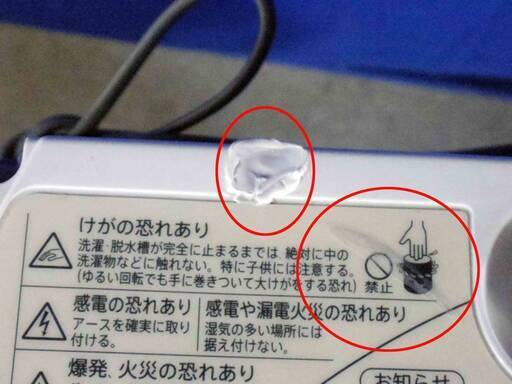 けがの恐れあり
洗濯・脱水槽が完全に止まるまでは、絶対に中の
洗濯物などに触れない。特に子供には注意する。
(ゆるい回転でも手に巻きついて大けがをする恐れ)
禁止
感電の恐れあり
アースを確実に取り
付ける。
感電や漏電火災の恐れあり
湿気の多い場所には
据え付けない。
爆発、火災の恐れあり
お知らせ